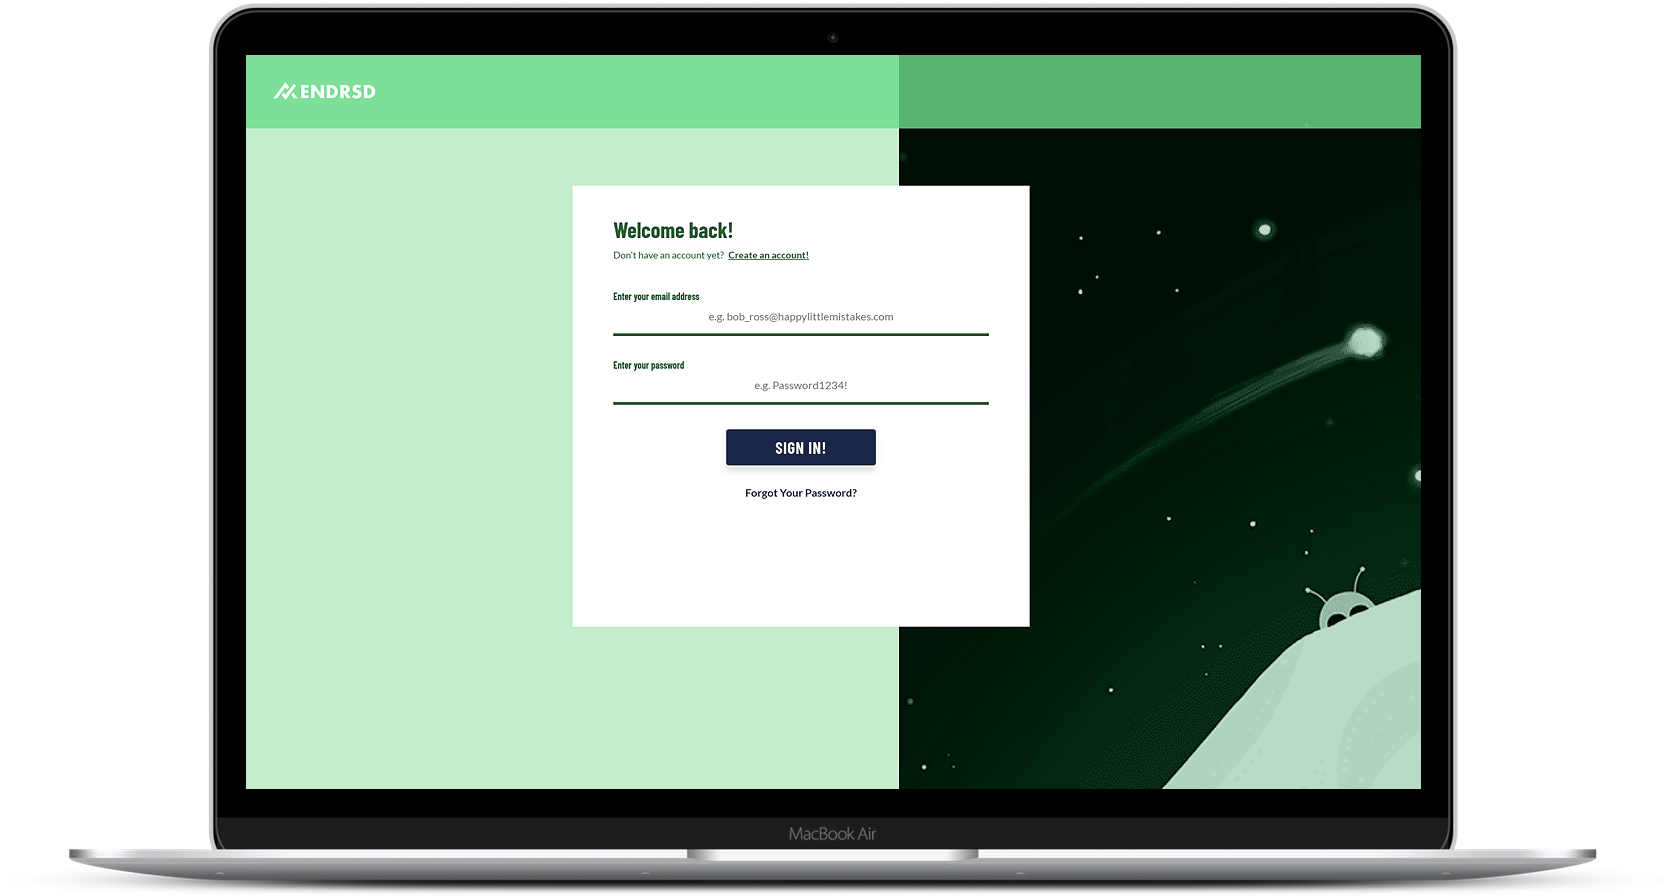 ENDRSD
Welcome back!
Don't have an account yet? Create an account!
Enter your email address
e.g. bob_ross@happylittlemistakes.com
Enter your password
e.g. Password1234!
SIGN IN!
Forgot Your Password?
MacBook Air